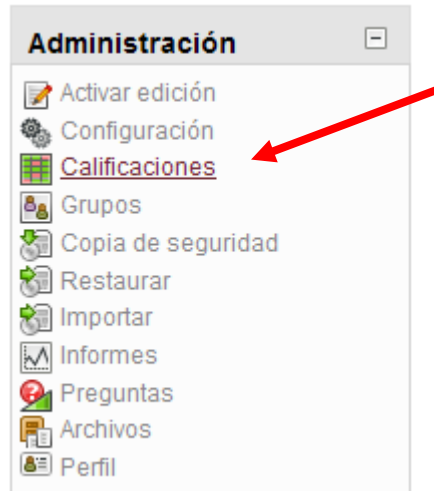 Administración
Activar edición
Configuración
Calificaciones
Grupos
Copia de seguridad
Restaurar
Importar
Informes
Preguntas
Archivos
Perfil